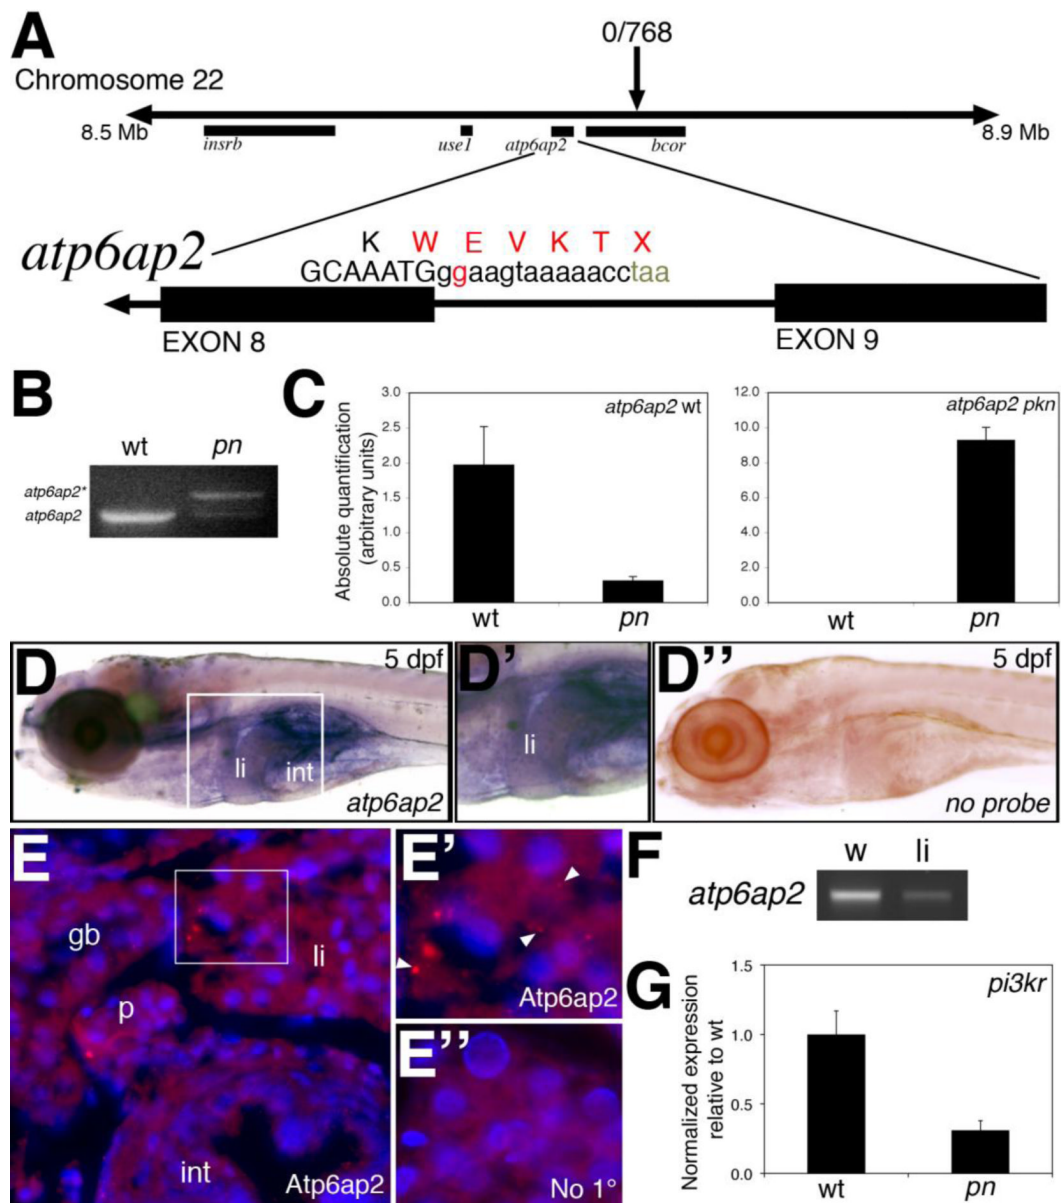 A
0/768
Chromosome 22
8.5 Mb
8.9 Mb
insrb
use1
atp6ap2
bcor
atp6ap2
K W E V K T X
GCAAATGggaagtaaaaacctaa
EXON 8
EXON 9
B
wt pn
atp6ap2*
atp6ap2
C
Absolute quantification
(arbitrary units)
3.0
2.5
2.0
1.5
1.0
0.5
0.0
atp6ap2 wt
wt pn
12.0
10.0
8.0
6.0
4.0
2.0
0.0
atp6ap2 pkn
wt pn
D
5 dpf
li
int
atp6ap2
D'
li
D''
5 dpf
no probe
E
gb
li
p
int
Atp6ap2
E'
Atp6ap2
E''
No 1°
F
w li
atp6ap2
G
Normalized expression
relative to wt
1.5
1.0
0.5
0.0
pi3kr
wt pn